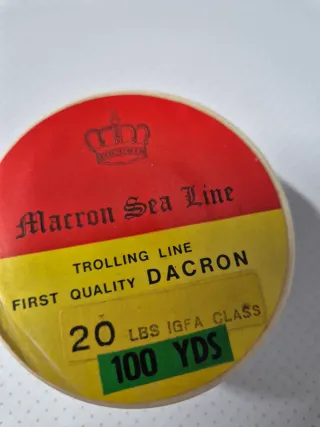 Macron Sea Line
TROLLING LINE
FIRST QUALITY DACRON
20 LBS IGFA CLASS
100 YDS